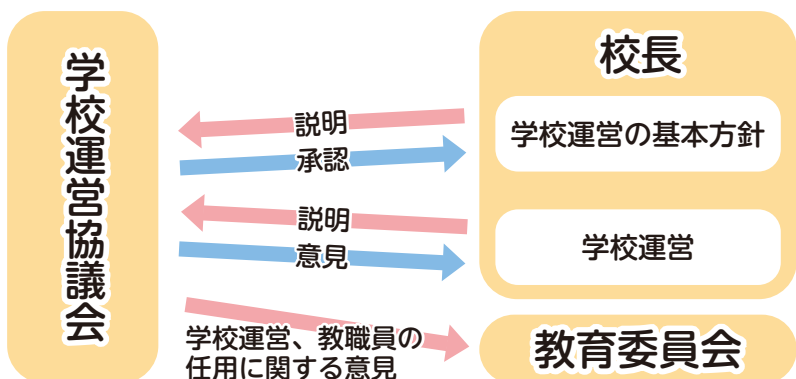 学校運営協議会
校長
学校運営の基本方針
説明
承認
学校運営
説明
意見
学校運営、教職員の
任用に関する意見
教育委員会